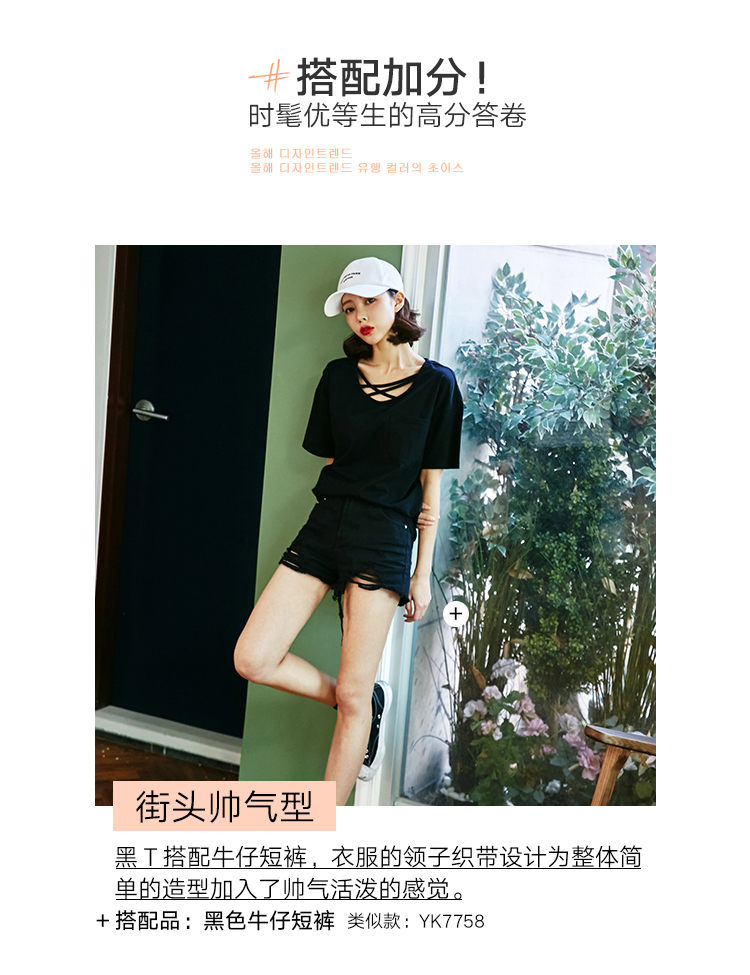 #搭配加分!
时髦优等生的高分答卷
올해 디자인트렌드
올해 디자인트렌드 유행 컬러의 초이스
+
街头帅气型
黑T搭配牛仔短裤，衣服的领子织带设计为整体简
单的造型加入了帅气活泼的感觉。
+搭配品：黑色牛仔短裤 类似款：YK7758